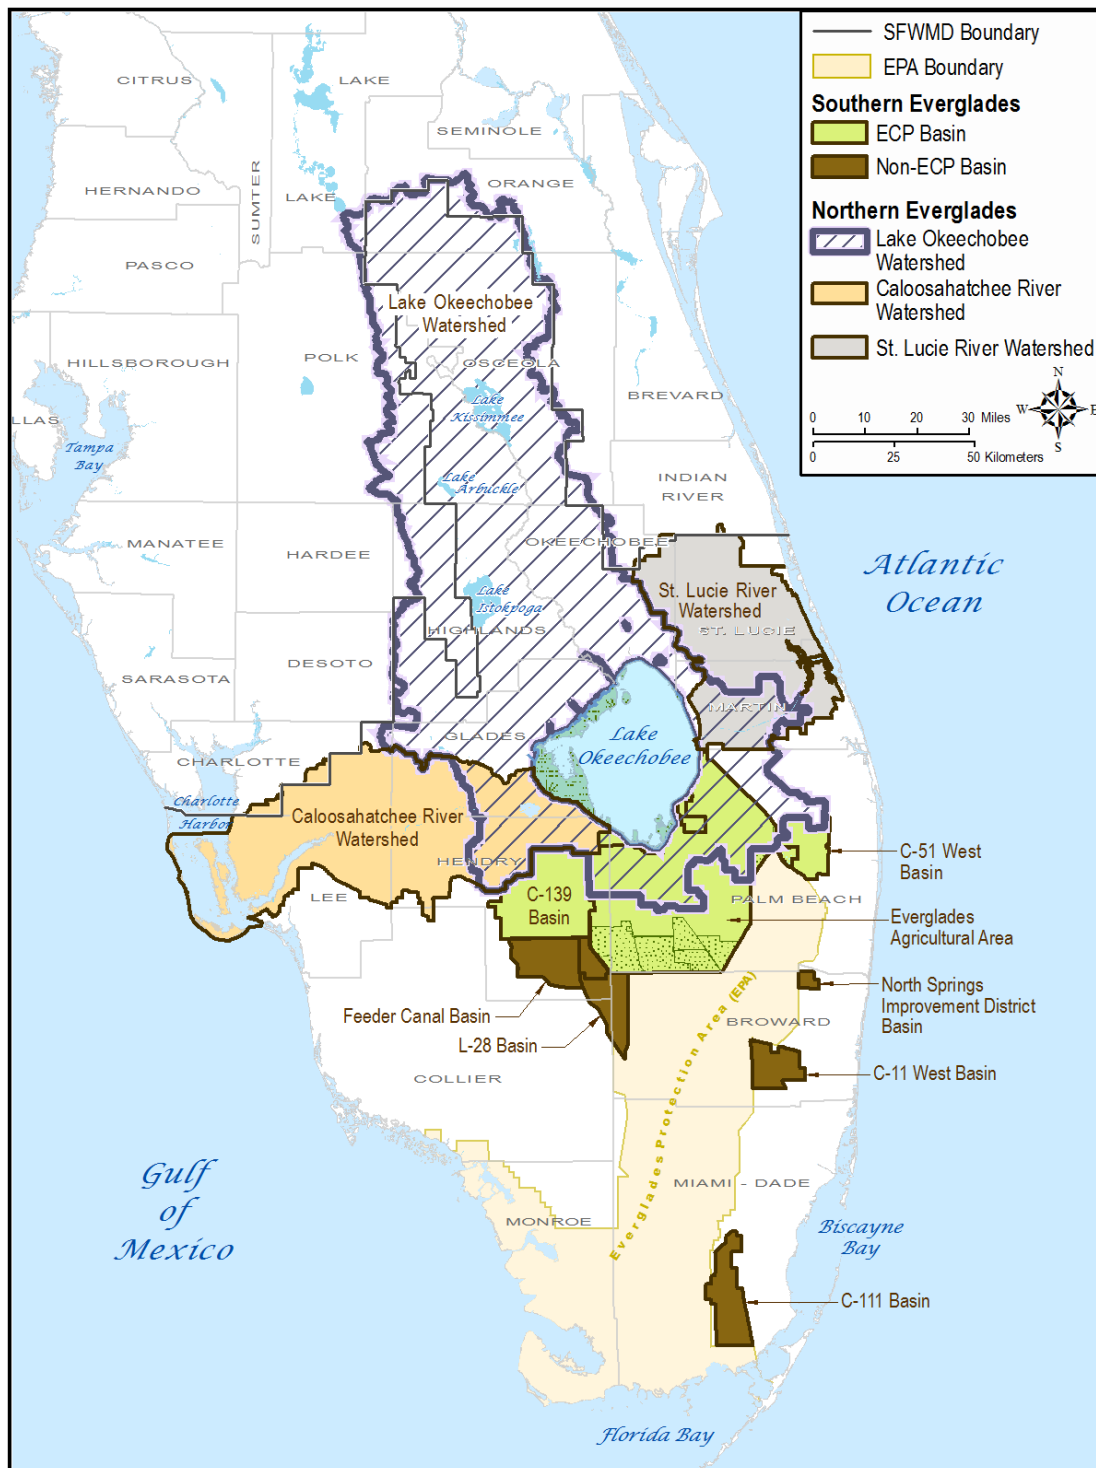 SFWMD Boundary
EPA Boundary
Southern Everglades
ECP Basin
Non-ECP Basin
Northern Everglades
Lake Okeechobee
Watershed
Caloosahatchee River
Watershed
St. Lucie River Watershed
N
W
E
S
0 10 20 30 Miles
0 25 50 Kilometers
CITRUS
LAKE
SEMINOLE
ORANGE
HERNANDO
SUMTER
LAKE
PASCO
Lake Okeechobee
Watershed
HILLSBOROUGH
POLK
OSCEOLA
BREVARD
LLAS
Tampa
Bay
Lake
Kissimmee
Lake
Arbuckle
INDIAN
RIVER
MANATEE
HARDEE
OKEECHOBEE
Atlantic
Ocean
Lake
Istokpoga
HIGHLANDS
St. Lucie River
Watershed
ST. LUCIE
DESOTO
SARASOTA
MARTIN
GLADES
Lake
Okeechobee
CHARLOTTE
Charlotte
Harbor
Caloosahatchee River
Watershed
HENDRY
LEE
C-139
Basin
C-51 West
Basin
PALM BEACH
Everglades
Agricultural Area
Feeder Canal Basin
L-28 Basin
North Springs
Improvement District
Basin
BROWARD
Everglades Protection Area (EPA)
COLLIER
C-11 West Basin
Gulf
of
Mexico
MIAMI - DADE
MONROE
Biscayne
Bay
C-111 Basin
Florida Bay